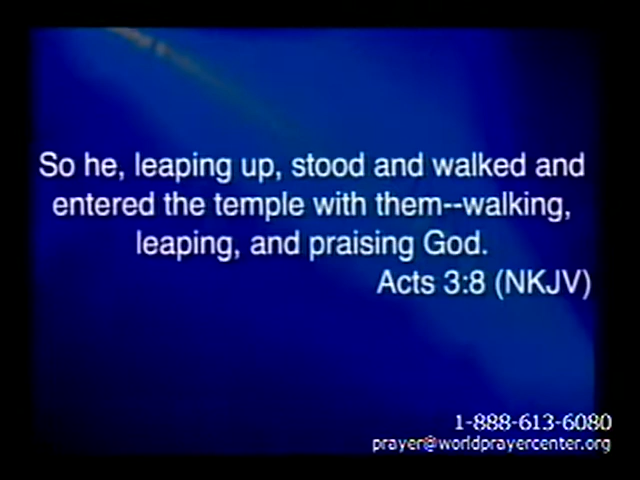 So he, leaping up, stood and walked and
entered the temple with them--walking,
leaping, and praising God.
Acts 3:8 (NKJV)
1-888-613-6080
prayer@worldprayercenter.org